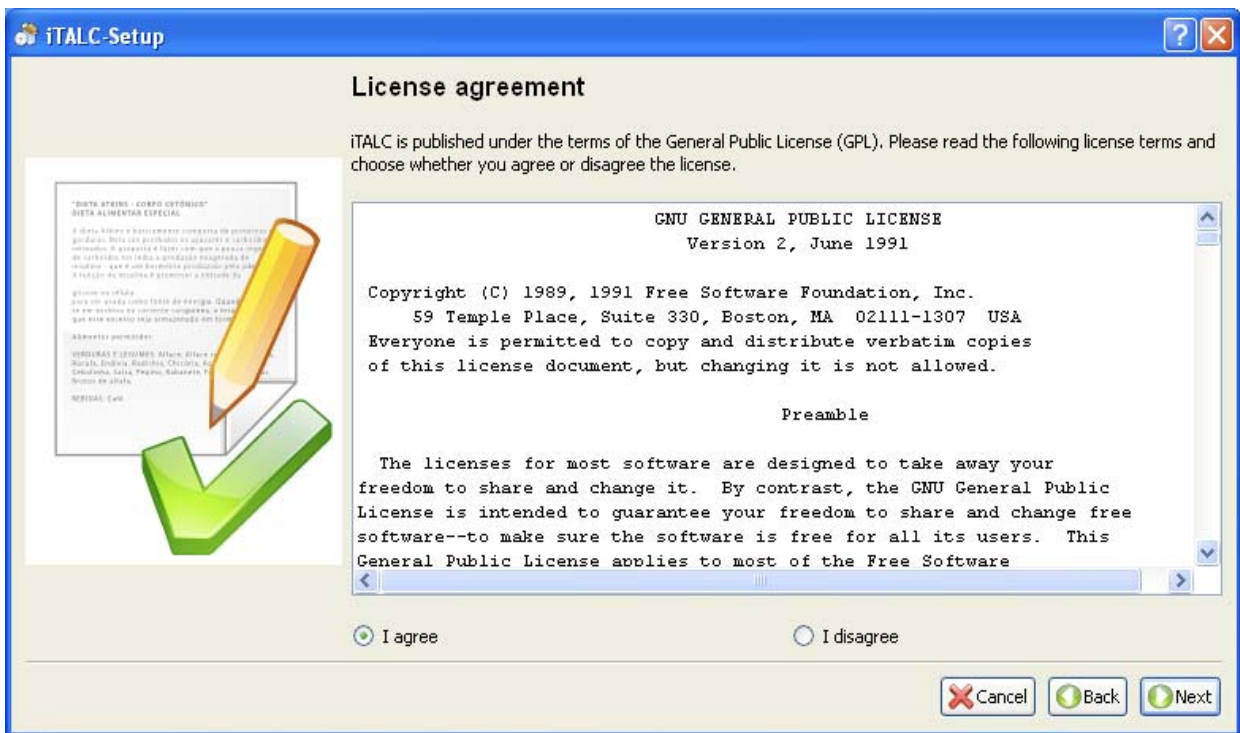 iTALC-Setup
License agreement
iTALC is published under the terms of the General Public License (GPL). Please read the following license terms and
choose whether you agree or disagree the license.
"DIETA ATKINS - CORPO CETÔNICO"
DIETA ALIMENTAR ESPECIAL
GNU GENERAL PUBLIC LICENSE
Version 2, June 1991
Copyright (C) 1989, 1991 Free Software Foundation, Inc.
59 Temple Place, Suite 330, Boston, MA  02111-1307  USA
Everyone is permitted to copy and distribute verbatim copies
of this license document, but changing it is not allowed.
Preamble
The licenses for most software are designed to take away your
freedom to share and change it.  By contrast, the GNU General Public
License is intended to guarantee your freedom to share and change free
software--to make sure the software is free for all its users.  This
General Public License applies to most of the Free Software
I agree
I disagree
Cancel
Back
Next